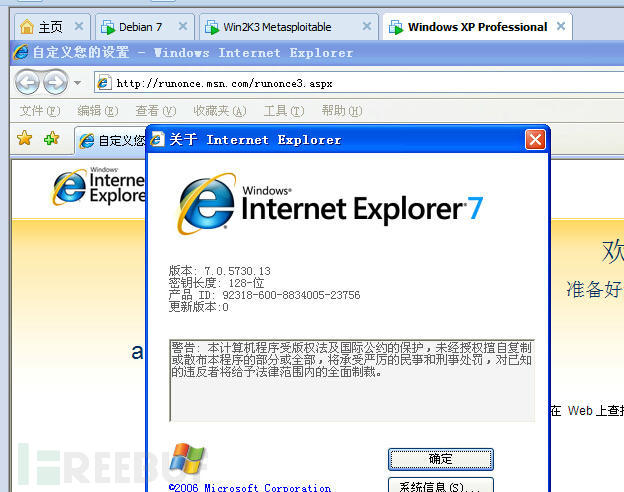 主页
Debian 7
Win2K3 Metasploitable
Windows XP Professional
自定义您的设置 - Windows Internet Explorer
http://runonce.msn.com/runonce3.aspx
文件(F) 编辑(E) 查看(V) 收藏夹(A) 工具(T) 帮助(H)
自定义您
关于 Internet Explorer
Windows
Internet
Explore
Windows®
Internet Explorer 7
欢
准备好
版本: 7.0.5730.13
密钥长度: 128-位
产品 ID: 92318-600-8834005-23756
更新版本:0
警告: 本计算机程序受版权法及国际公约的保护，未经授权擅自复制
或散布本程序的部分或全部，将承受严厉的民事和刑事处罚，对已知
的违反者将给予法律范围内的全面制裁。
a
在 Web 上查找
确定
©2006 Microsoft Corporation
系统信息(S)...
FREEBUF